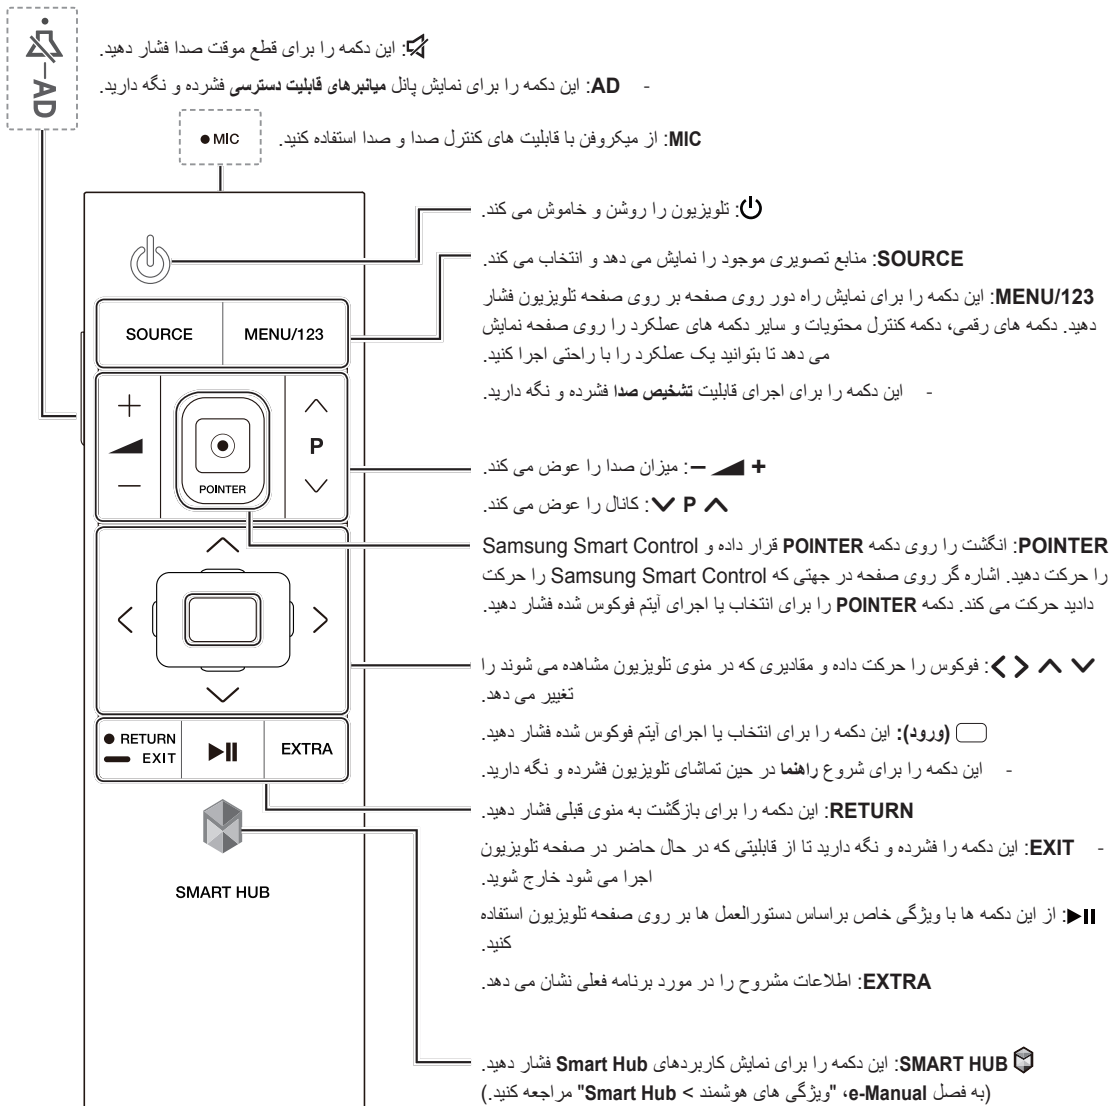 : این دکمه را برای قطع موقت صدا فشار دهید.
- AD: این دکمه را برای نمایش پانل میانبرهای قابلیت دسترسی فشرده و نگه دارید.
AD
MIC
MIC: از میکروفن با قابلیت های کنترل صدا و صدا استفاده کنید.
: تلویزیون را روشن و خاموش می کند.
SOURCE: منابع تصویری موجود را نمایش می دهد و انتخاب می کند.
MENU/123: این دکمه را برای نمایش راه دور روی صفحه بر روی صفحه تلویزیون فشار
دهید. دکمه های رقمی، دکمه کنترل محتویات و سایر دکمه های عملکرد را روی صفحه نمایش
می دهد تا بتوانید یک عملکرد را با راحتی اجرا کنید.
- این دکمه را برای اجرای قابلیت تشخیص صدا فشرده و نگه دارید.
SOURCE
MENU/123
+
P
POINTER
—
+ –: میزان صدا را عوض می کند.
P: کانال را عوض می کند.
POINTER: انگشت را روی دکمه POINTER قرار داده و Samsung Smart Control
را حرکت دهید. اشاره گر روی صفحه در جهتی که Samsung Smart Control را حرکت
دادید حرکت می کند. دکمه POINTER را برای انتخاب یا اجرای آیتم فوکوس شده فشار دهید.
: فوکوس را حرکت داده و مقادیری که در منوی تلویزیون مشاهده می شوند را
تغییر می دهد.
(ورود): این دکمه را برای انتخاب یا اجرای آیتم فوکوس شده فشار دهید.
- این دکمه را برای شروع راهنما در حین تماشای تلویزیون فشرده و نگه دارید.
RETURN
EXIT
EXTRA
RETURN: این دکمه را برای بازگشت به منوی قبلی فشار دهید.
- EXIT: این دکمه را فشرده و نگه دارید تا از قابلیتی که در حال حاضر در صفحه تلویزیون
اجرا می شود خارج شوید.
: از این دکمه ها با ویژگی خاص براساس دستورالعمل ها بر روی صفحه تلویزیون استفاده
کنید.
EXTRA: اطلاعات مشروح را در مورد برنامه فعلی نشان می دهد.
SMART HUB
SMART HUB: این دکمه را برای نمایش کاربردهای Smart Hub فشار دهید.
(به فصل e-Manual، "ویژگی های هوشمند > Smart Hub" مراجعه کنید.)